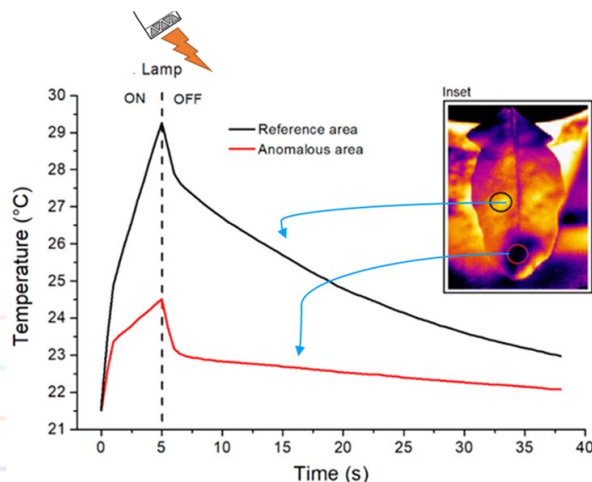 Lamp
ON OFF
Reference area
Anomalous area
Inset
Temperature (°C)
30
29
28
27
26
25
24
23
22
21
0 5 10 15 20 25 30 35 40
Time (s)